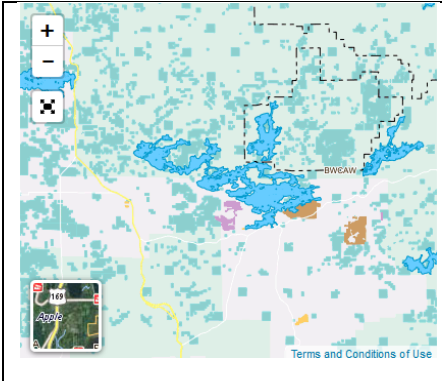 +
−
BWCAW
169
Apple
Terms and Conditions of Use